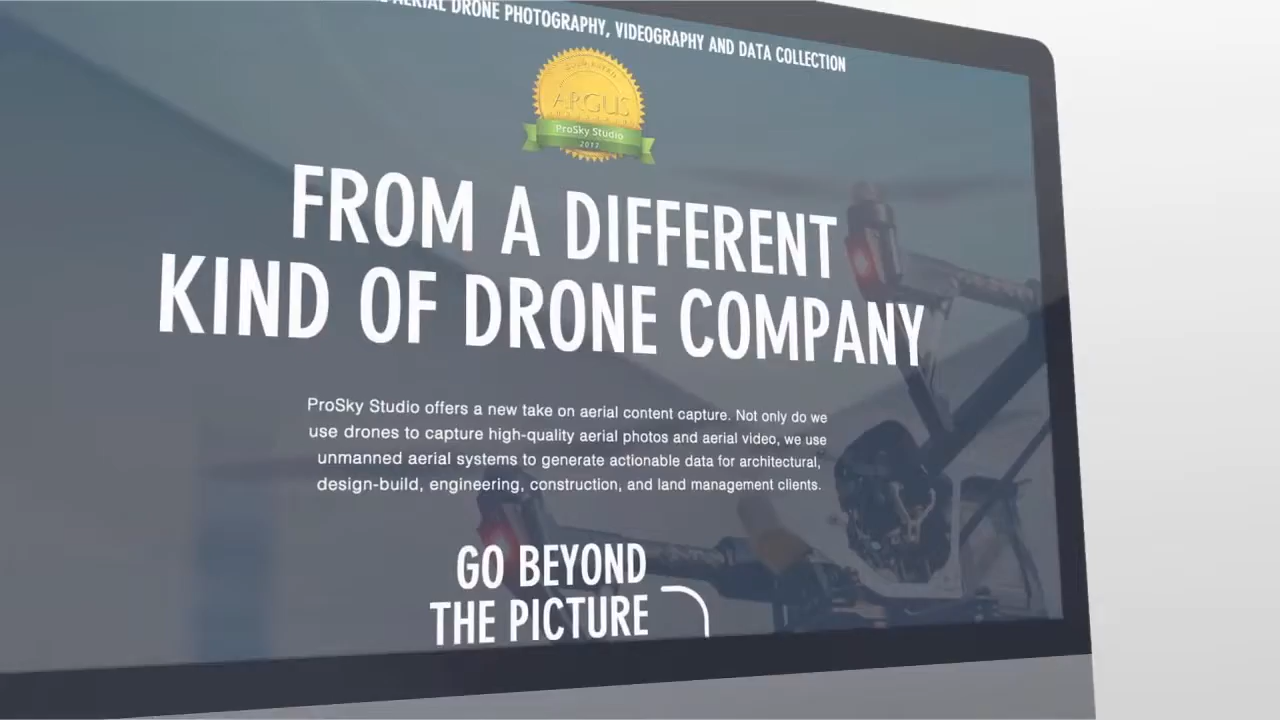 AERIAL DRONE PHOTOGRAPHY, VIDEOGRAPHY AND DATA COLLECTION
ARGUS
ProSky Studio
2017
FROM A DIFFERENT
KIND OF DRONE COMPANY
ProSky Studio offers a new take on aerial content capture. Not only do we
use drones to capture high-quality aerial photos and aerial video, we use
unmanned aerial systems to generate actionable data for architectural,
design-build, engineering, construction, and land management clients.
GO BEYOND
THE PICTURE